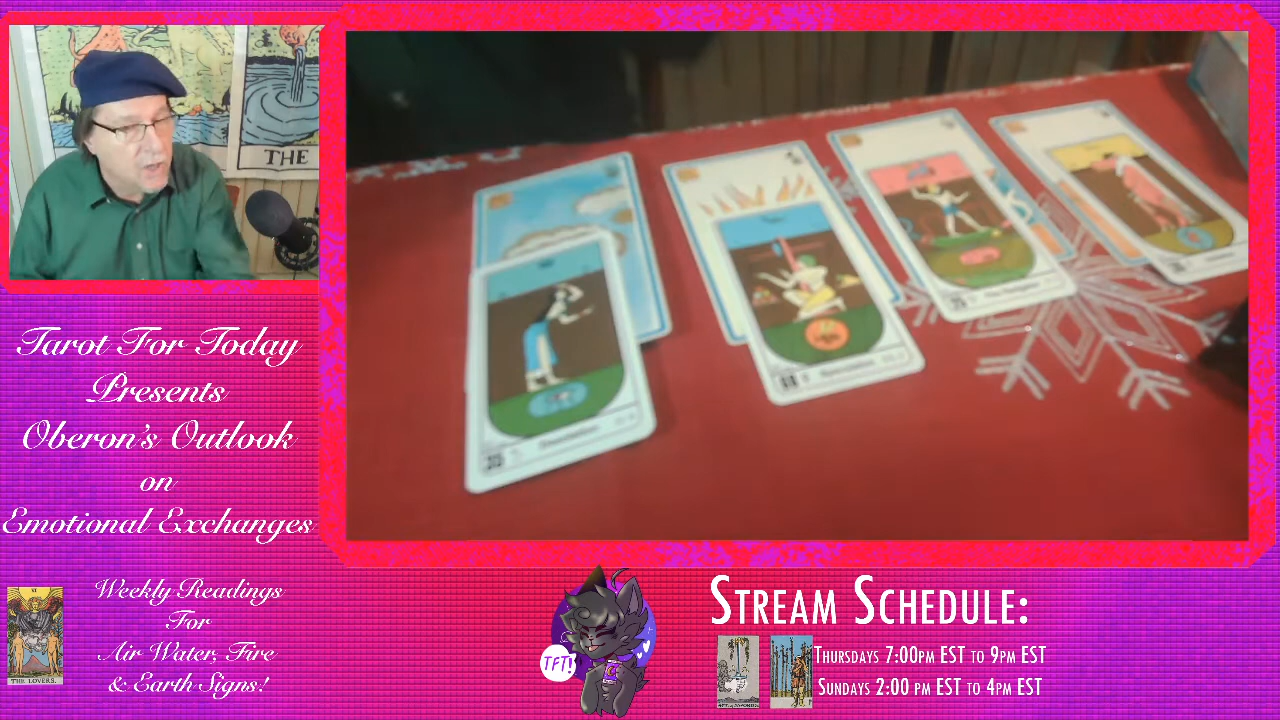 THE
Tarot For Today
Presents
Oberon's Outlook
on
Emotional Exchanges
Weekly Readings
For
Air Water, Fire
& Earth Signs!
VI
THE LOVERS.
TFT!
STREAM SCHEDULE:
THURSDAYS 7:00PM EST TO 9PM EST
SUNDAYS 2:00 PM EST TO 4PM EST